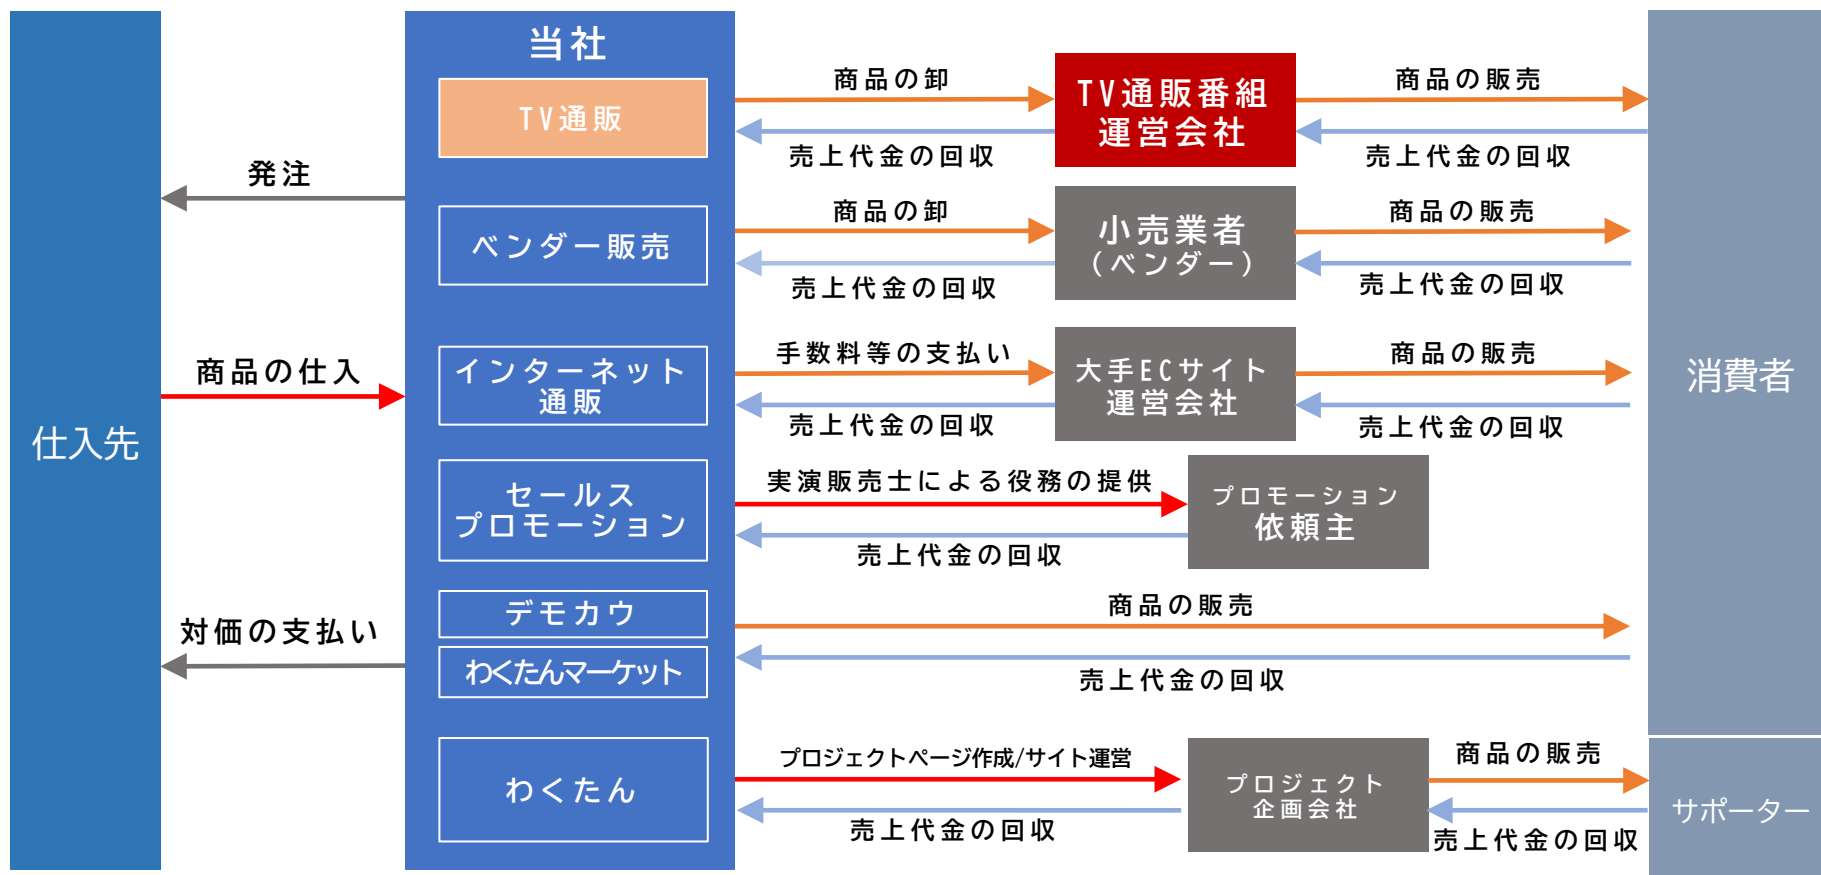 仕入先
発注
商品の仕入
対価の支払い
当社
TV通販
ベンダー販売
インターネット
通販
セールス
プロモーション
デモカウ
わくたんマーケット
わくたん
商品の卸
売上代金の回収
TV通販番組
運営会社
商品の販売
売上代金の回収
商品の卸
売上代金の回収
小売業者
(ベンダー)
商品の販売
売上代金の回収
手数料等の支払い
売上代金の回収
大手ECサイト
運営会社
商品の販売
売上代金の回収
実演販売士による役務の提供
売上代金の回収
プロモーション
依頼主
商品の販売
売上代金の回収
プロジェクトページ作成/サイト運営
売上代金の回収
プロジェクト
企画会社
商品の販売
売上代金の回収
消費者
サポーター